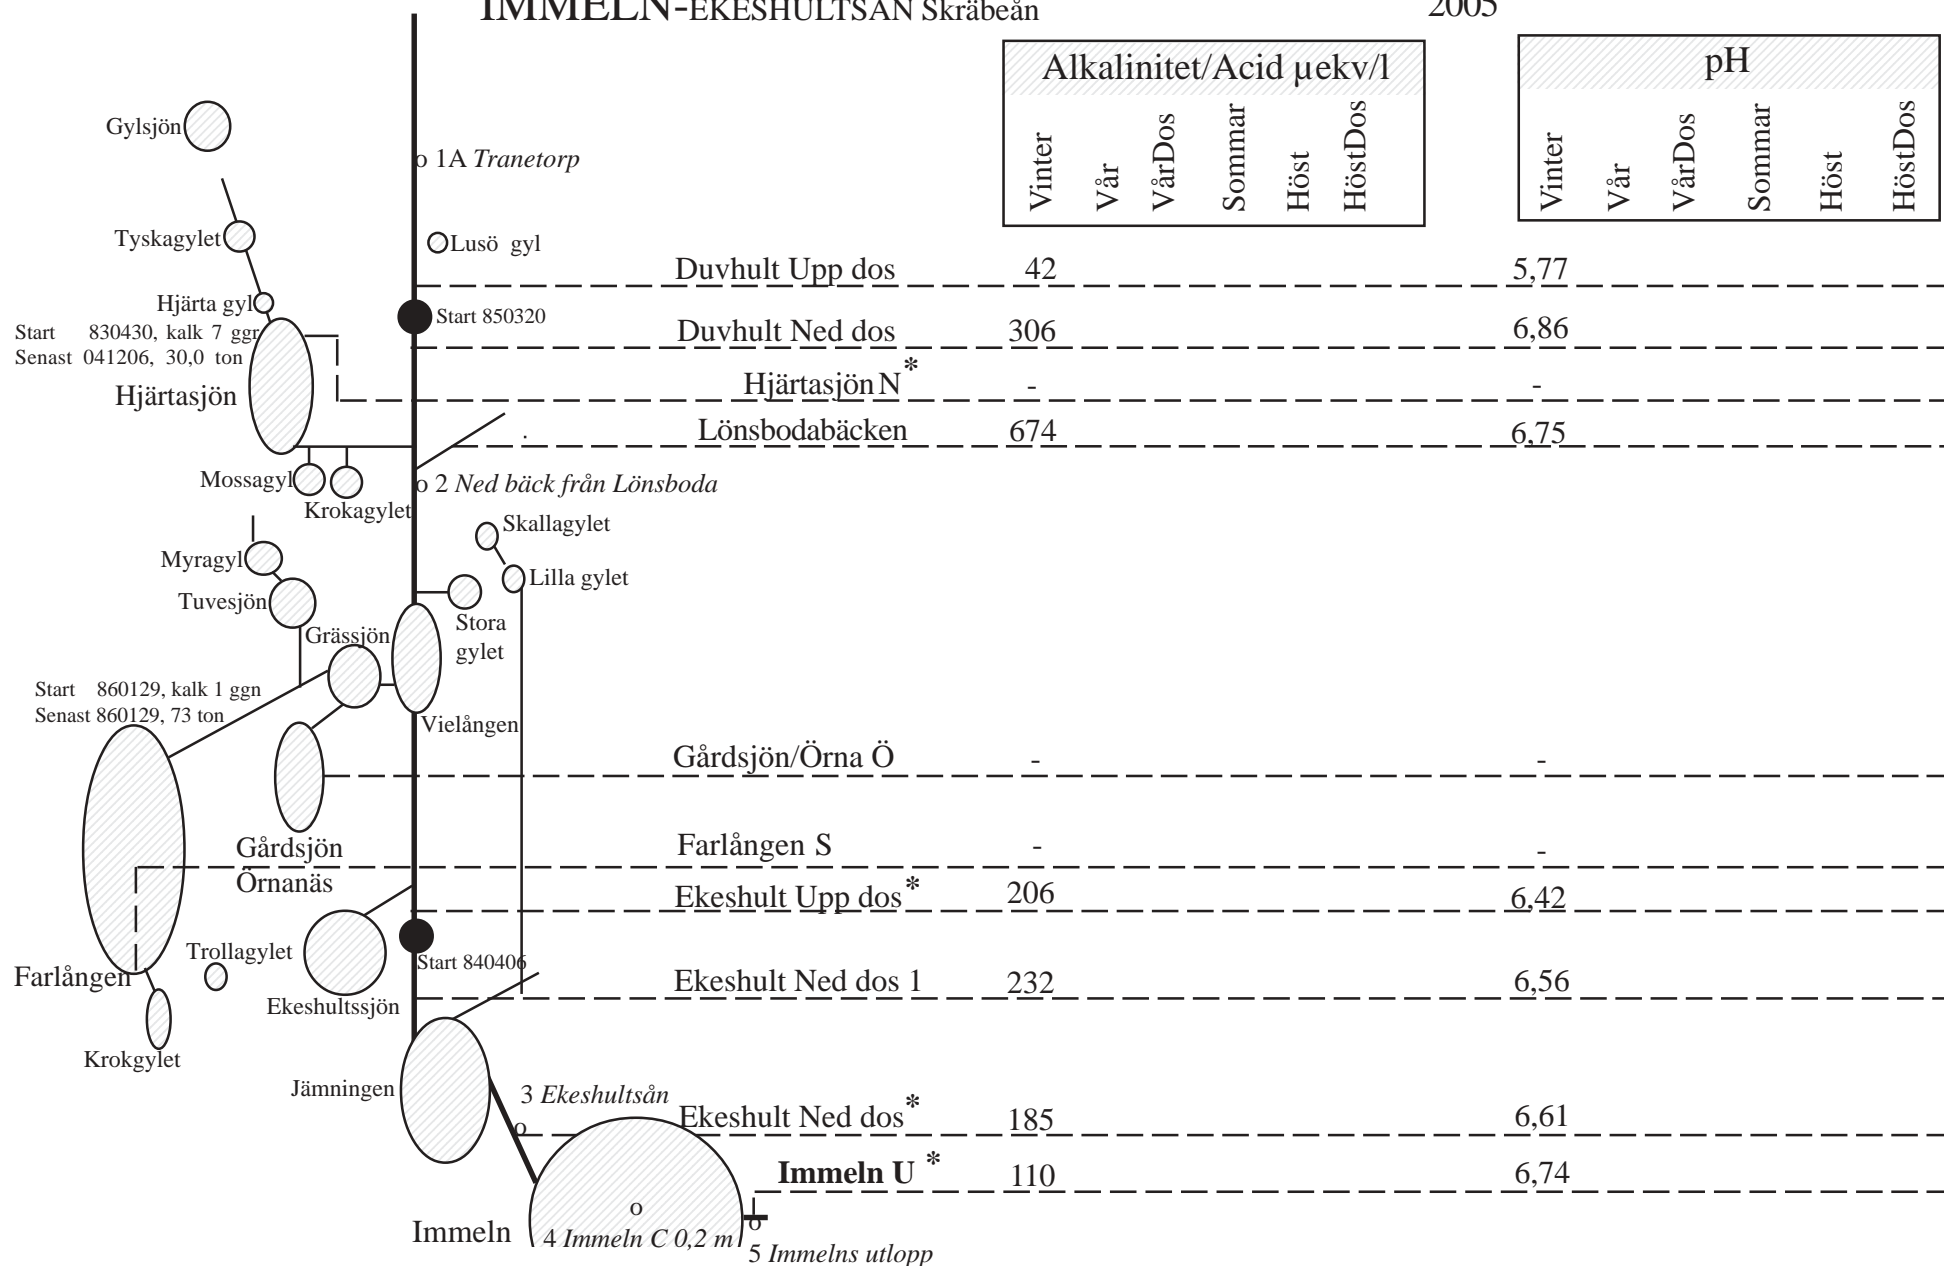 IMMELN-EKESHULTSÅN Skräbeån 2005
Alkalinitet/Acid µekv/l
Vinter
Vår
VårDos
Sommar
Höst
HöstDos
pH
Vinter
Vår
VårDos
Sommar
Höst
HöstDos
Gylsjön
o 1A Tranetorp
Tyskagylet
Lusö gyl
Duvhult Upp dos 42 5,77
Hjärta gyl
Start 850320
Start 830430, kalk 7 ggr
Senast 041206, 30,0 ton
Duvhult Ned dos 306 6,86
Hjärtasjön
Hjärtasjön N* - -
Lönsbodabäcken 674 6,75
Mossagyl
Krokagylet
o 2 Ned bäck från Lönsboda
Skallagylet
Myragyl
Lilla gylet
Tuvesjön
Stora
gylet
Grässjön
Start 860129, kalk 1 ggn
Senast 860129, 73 ton
Vielången
Gårdsjön/Örna Ö - -
Gårdsjön
Örnanäs
Farlången S - -
Ekeshult Upp dos* 206 6,42
Trollagylet
Start 840406
Farlången
Ekeshult Ned dos 1 232 6,56
Ekeshultssjön
Krokgylet
Jämningen
3 Ekeshultsån
o
Ekeshult Ned dos* 185 6,61
Immeln U * 110 6,74
o
o
Immeln
4 Immeln C 0,2 m
5 Immelns utlopp